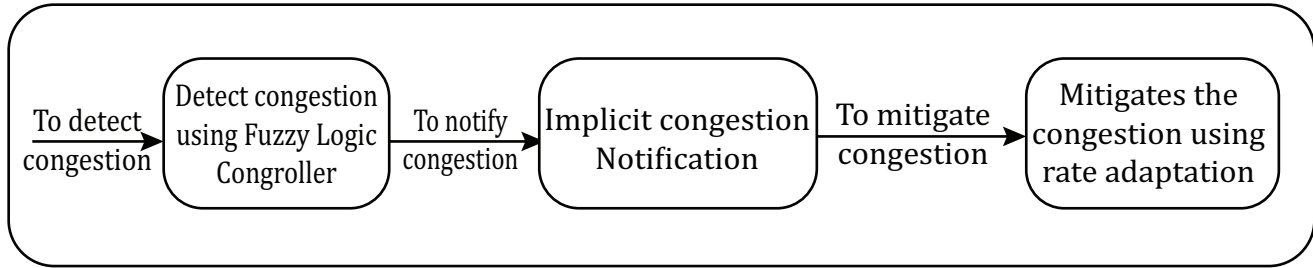 To detect
congestion
Detect congestion
using Fuzzy Logic
Congroller
To notify
congestion
Implicit congestion
Notification
To mitigate
congestion
Mitigates the
congestion using
rate adaptation